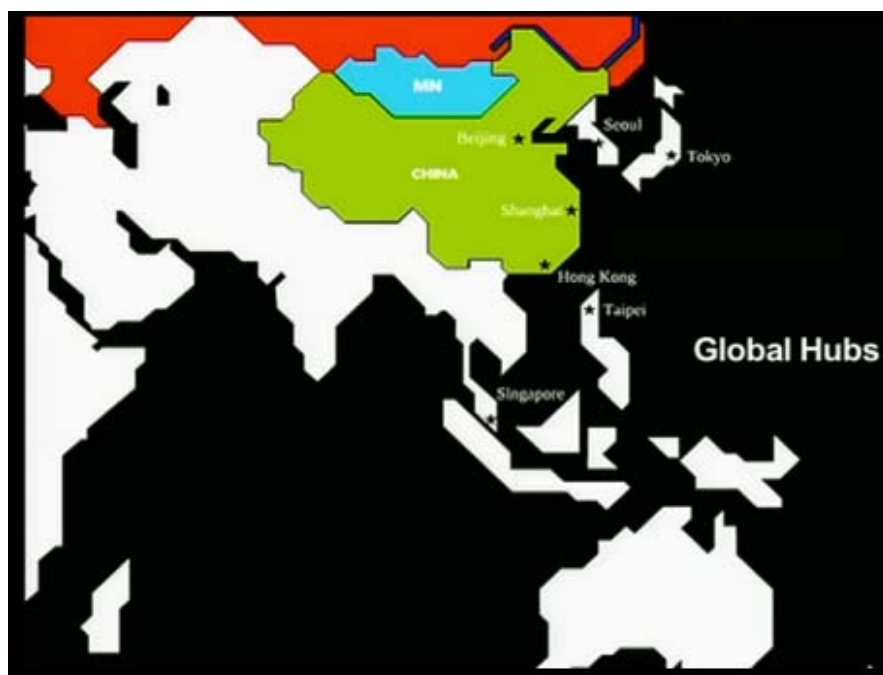 MN
Seoul
Beijing
Tokyo
CHINA
Shanghai
Hong Kong
Taipei
Global Hubs
Singapore